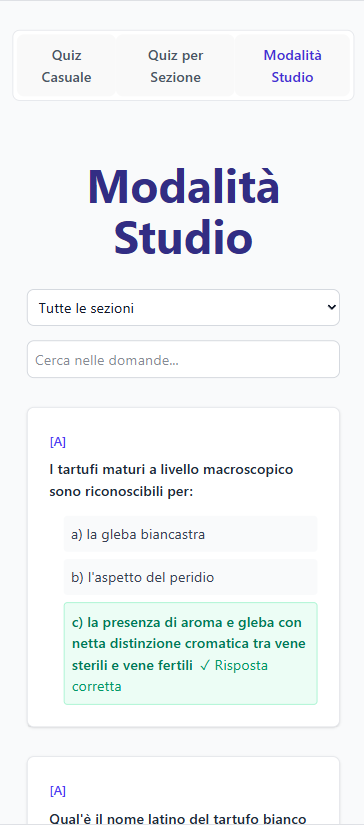 Quiz Casuale
Quiz per Sezione
Modalità Studio
Modalità
Studio
Tutte le sezioni
Cerca nelle domande...
[A]
I tartufi maturi a livello macroscopico
sono riconoscibili per:
a) la gleba biancastra
b) l'aspetto del peridio
c) la presenza di aroma e gleba con
netta distinzione cromatica tra vene
sterili e vene fertili ✓ Risposta
corretta
[A]
Qual'è il nome latino del tartufo bianco